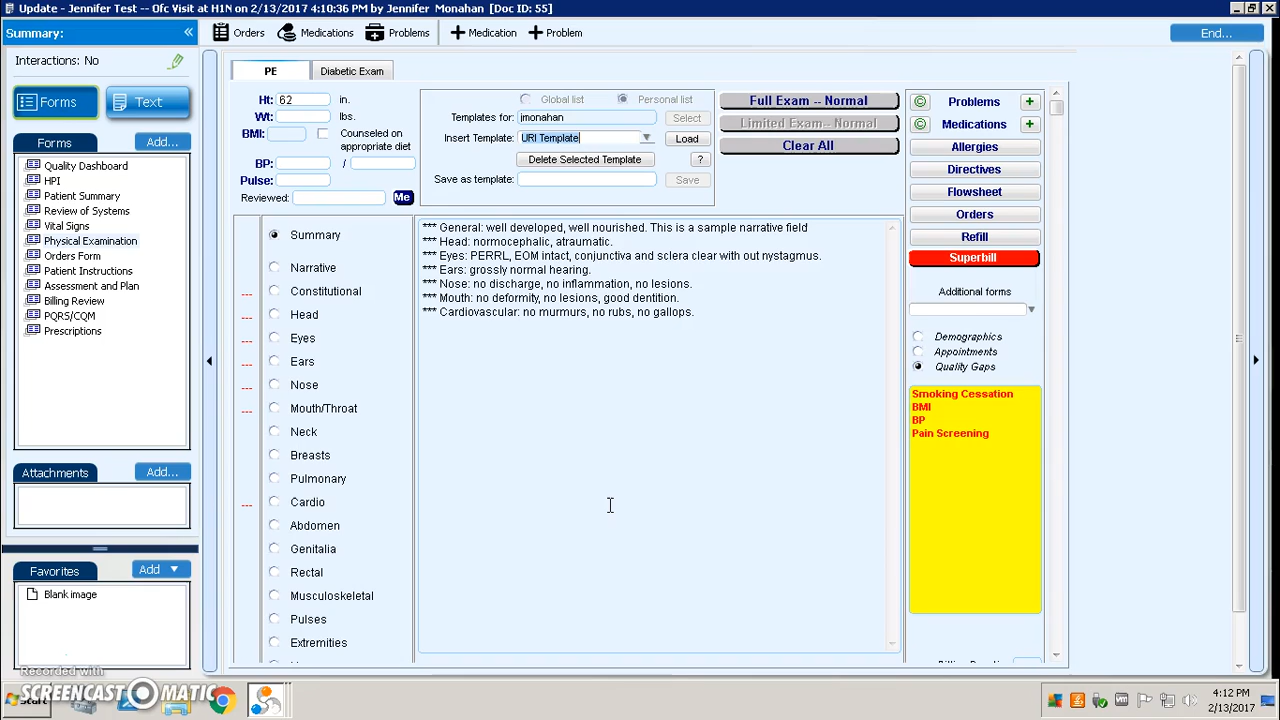 Update - Jennifer Test -- Ofc Visit at H1N on 2/13/2017 4:10:36 PM by Jennifer Monahan [Doc ID: 55]
Summary: «
Orders Medications Problems + Medication + Problem End...
Interactions: No
Forms Text
Forms Add...
Quality Dashboard
HPI
Patient Summary
Review of Systems
Vital Signs
Physical Examination
Orders Form
Patient Instructions
Assessment and Plan
Billing Review
PQRS/CQM
Prescriptions
Attachments Add...
Favorites Add
Blank image
PE Diabetic Exam
Ht: 62 in.
Wt: lbs.
BMI: Counseled on
appropriate diet
BP: /
Pulse:
Reviewed: Me
Global list Personal list
Templates for: jmonahan Select
Insert Template: URI Template Load
Delete Selected Template ?
Save as template: Save
Full Exam -- Normal
Limited Exam--Normal
Clear All
Summary
Narrative
--- Constitutional
--- Head
--- Eyes
--- Ears
--- Nose
--- Mouth/Throat
Neck
Breasts
Pulmonary
--- Cardio
Abdomen
Genitalia
Rectal
Musculoskeletal
Pulses
Extremities
*** General: well developed, well nourished. This is a sample narrative field
*** Head: normocephalic, atraumatic.
*** Eyes: PERRL, EOM intact, conjunctiva and sclera clear with out nystagmus.
*** Ears: grossly normal hearing.
*** Nose: no discharge, no inflammation, no lesions.
*** Mouth: no deformity, no lesions, good dentition.
*** Cardiovascular: no murmurs, no rubs, no gallops.
© Problems +
© Medications +
Allergies
Directives
Flowsheet
Orders
Refill
Superbill
Additional forms
Demographics
Appointments
Quality Gaps
Smoking Cessation
BMI
BP
Pain Screening
Recorded with
SCREENCAST MATIC
Start
4:12 PM
2/13/2017